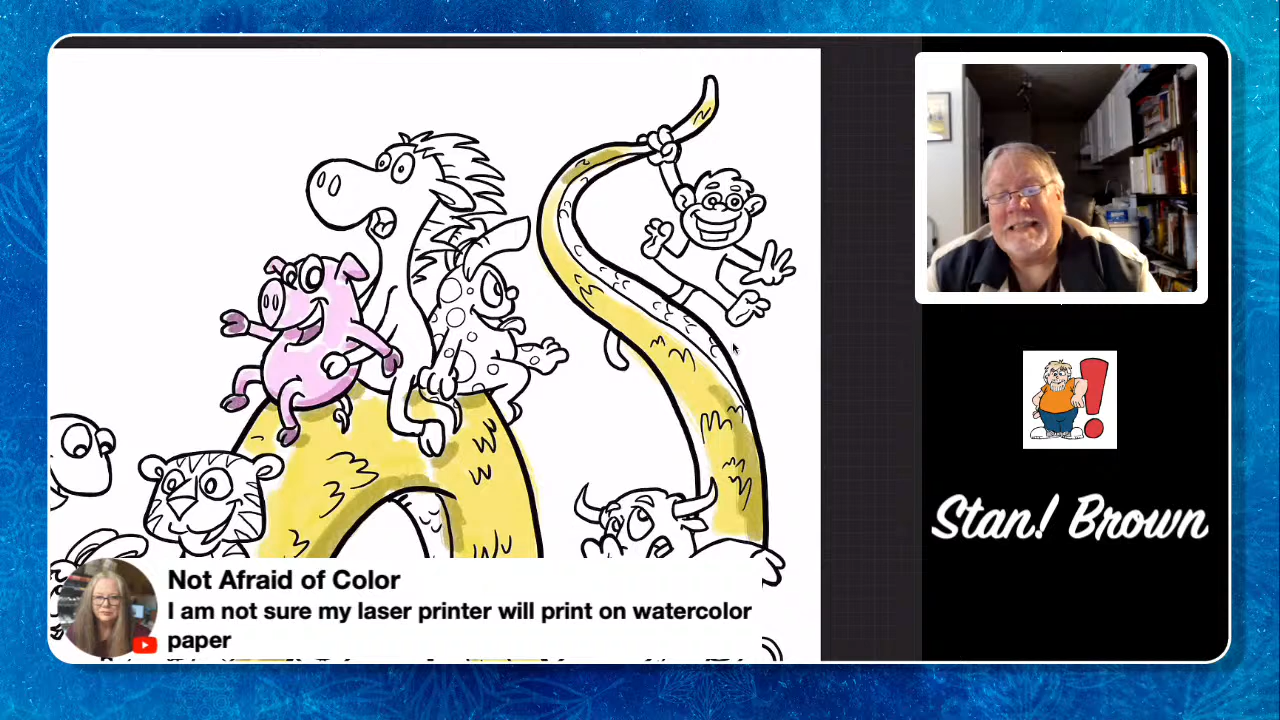 Stan! Brown
Not Afraid of Color
I am not sure my laser printer will print on watercolor
paper